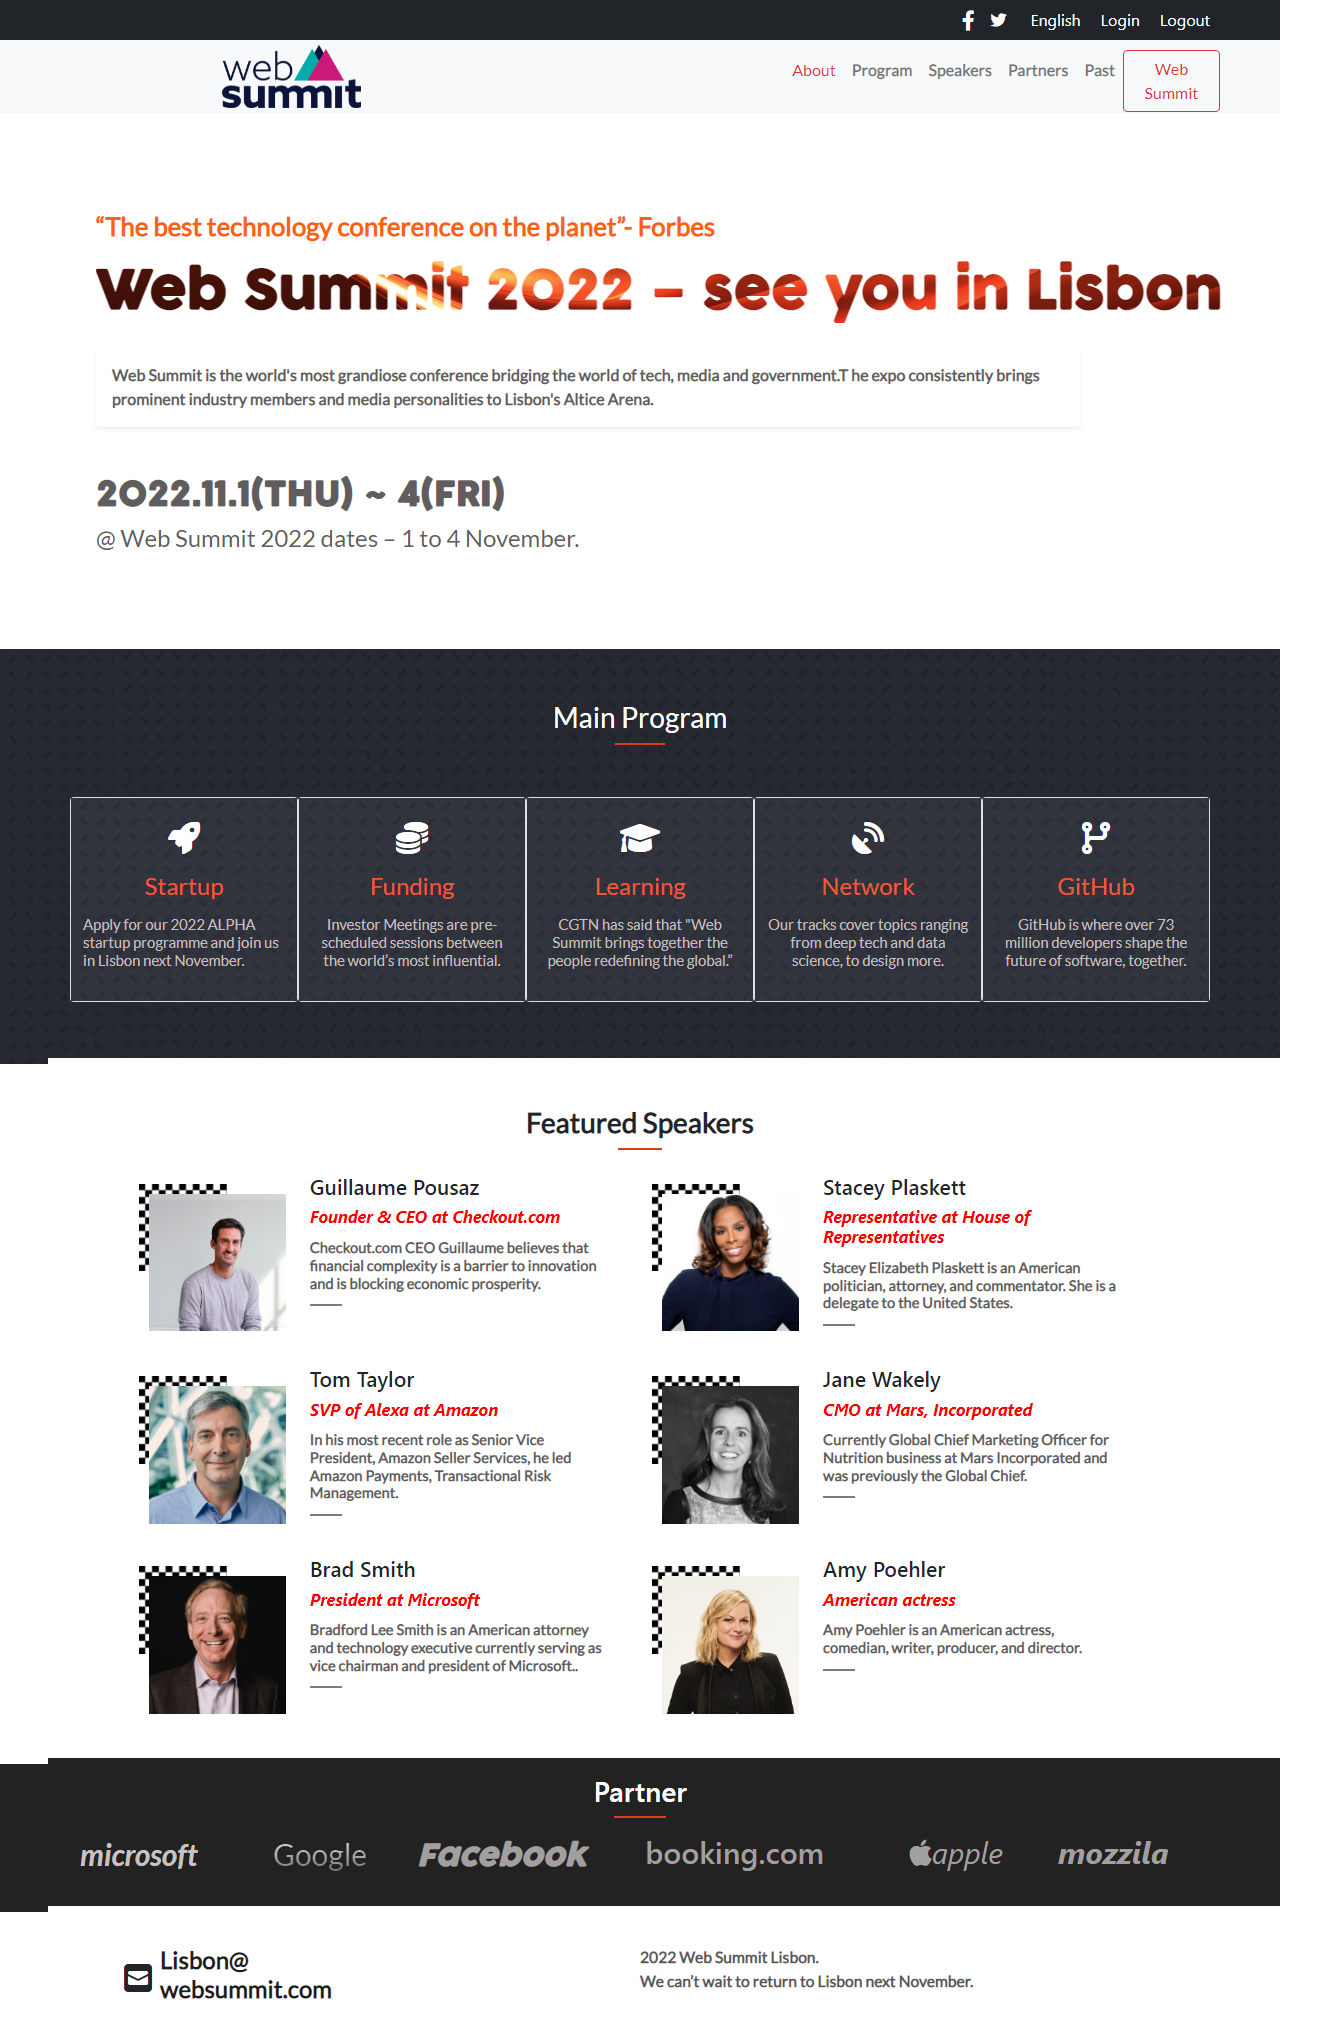 English Login Logout
web
summit
About Program Speakers Partners Past Web
Summit
“The best technology conference on the planet”- Forbes
Web Summit 2022 – see you in Lisbon
Web Summit is the world's most grandiose conference bridging the world of tech, media and government.T he expo consistently brings
prominent industry members and media personalities to Lisbon's Altice Arena.
2022.11.1(THU) ~ 4(FRI)
@ Web Summit 2022 dates – 1 to 4 November.
Main Program
Startup
Apply for our 2022 ALPHA
startup programme and join us
in Lisbon next November.
Funding
Investor Meetings are pre-
scheduled sessions between
the world’s most influential.
Learning
CGTN has said that "Web
Summit brings together the
people redefining the global.”
Network
Our tracks cover topics ranging
from deep tech and data
science, to design more.
GitHub
GitHub is where over 73
million developers shape the
future of software, together.
Featured Speakers
Guillaume Pousaz
Founder & CEO at Checkout.com
Checkout.com CEO Guillaume believes that
financial complexity is a barrier to innovation
and is blocking economic prosperity.
Stacey Plaskett
Representative at House of
Representatives
Stacey Elizabeth Plaskett is an American
politician, attorney, and commentator. She is a
delegate to the United States.
Tom Taylor
SVP of Alexa at Amazon
In his most recent role as Senior Vice
President, Amazon Seller Services, he led
Amazon Payments, Transactional Risk
Management.
Jane Wakely
CMO at Mars, Incorporated
Currently Global Chief Marketing Officer for
Nutrition business at Mars Incorporated and
was previously the Global Chief.
Brad Smith
President at Microsoft
Bradford Lee Smith is an American attorney
and technology executive currently serving as
vice chairman and president of Microsoft..
Amy Poehler
American actress
Amy Poehler is an American actress,
comedian, writer, producer, and director.
Partner
microsoft Google Facebook booking.com apple mozzila
Lisbon@
websummit.com
2022 Web Summit Lisbon.
We can’t wait to return to Lisbon next November.